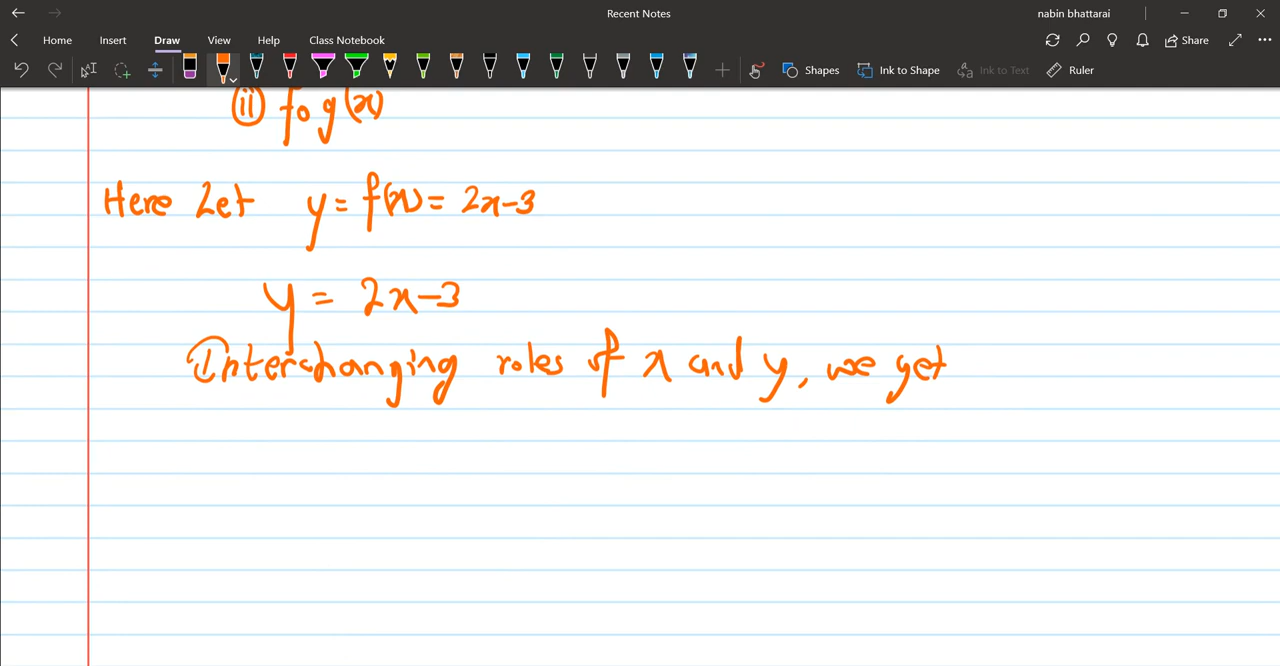 Recent Notes
nabin bhattarai
Home Insert Draw View Help Class Notebook
Share
Shapes Ink to Shape Ink to Text Ruler
(ii) fog(x)
Here Let y = f(x) = 2x-3
y = 2x-3
Interchanging roles of x and y, we get